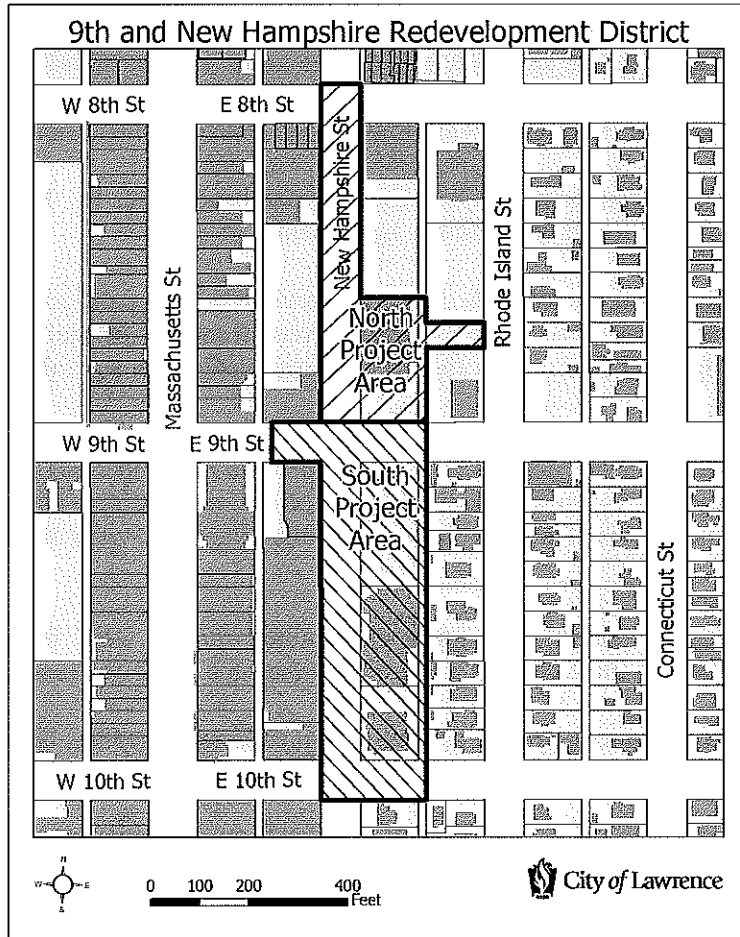 9th and New Hampshire Redevelopment District
W 8th St
E 8th St
New Hampshire St
Massachusetts St
Rhode Island St
North
Project
Area
W 9th St
E 9th St
South
Project
Area
Connecticut St
W 10th St
E 10th St
N
W
E
0 100 200 400
Feet
City of Lawrence